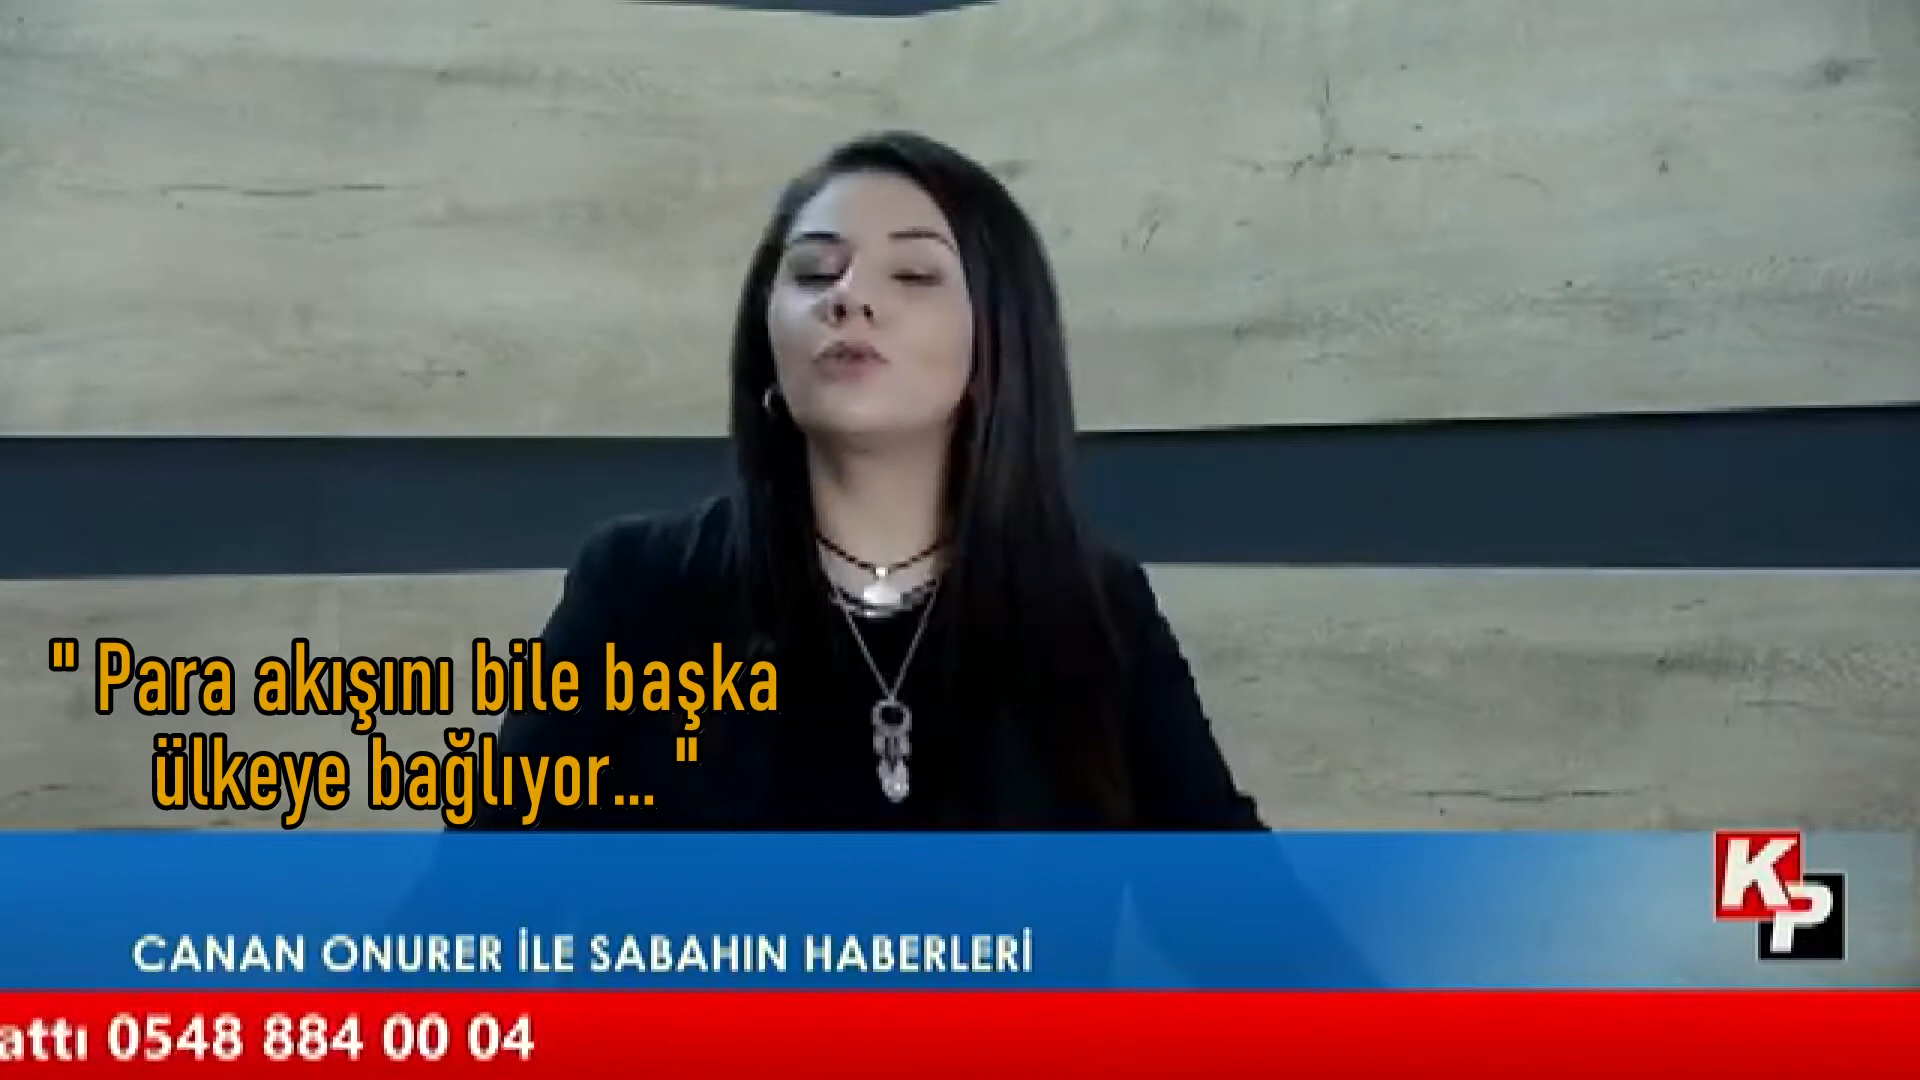 " Para akışını bile başka
ülkeye bağlıyor... "
KP
CANAN ONURER İLE SABAHIN HABERLERİ
attı 0548 884 00 04